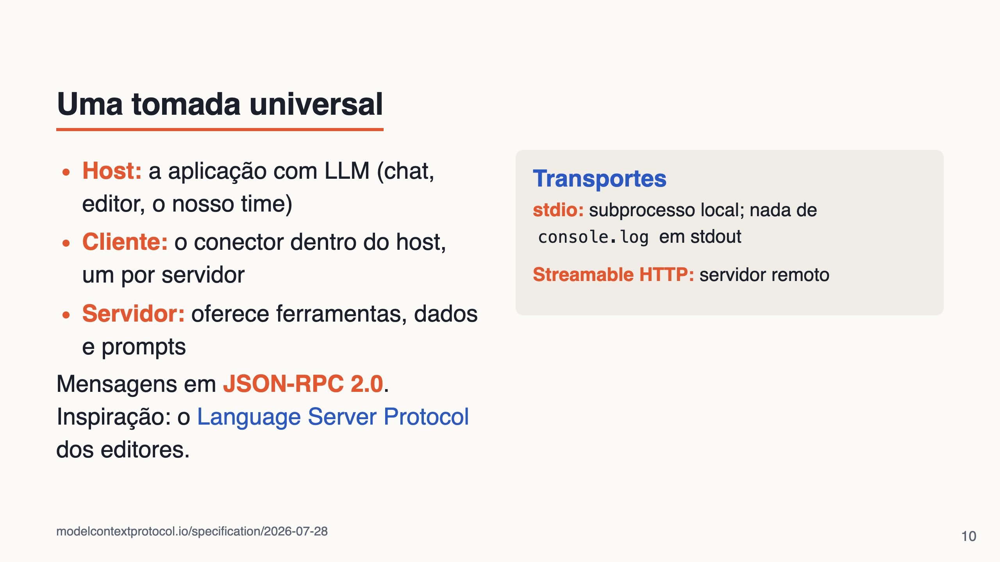 Uma tomada universal
• Host: a aplicação com LLM (chat,
editor, o nosso time)
• Cliente: o conector dentro do host,
um por servidor
• Servidor: oferece ferramentas, dados
e prompts
Mensagens em JSON-RPC 2.0.
Inspiração: o Language Server Protocol
dos editores.
Transportes
stdio: subprocesso local; nada de
console.log em stdout
Streamable HTTP: servidor remoto
modelcontextprotocol.io/specification/2026-07-28
10